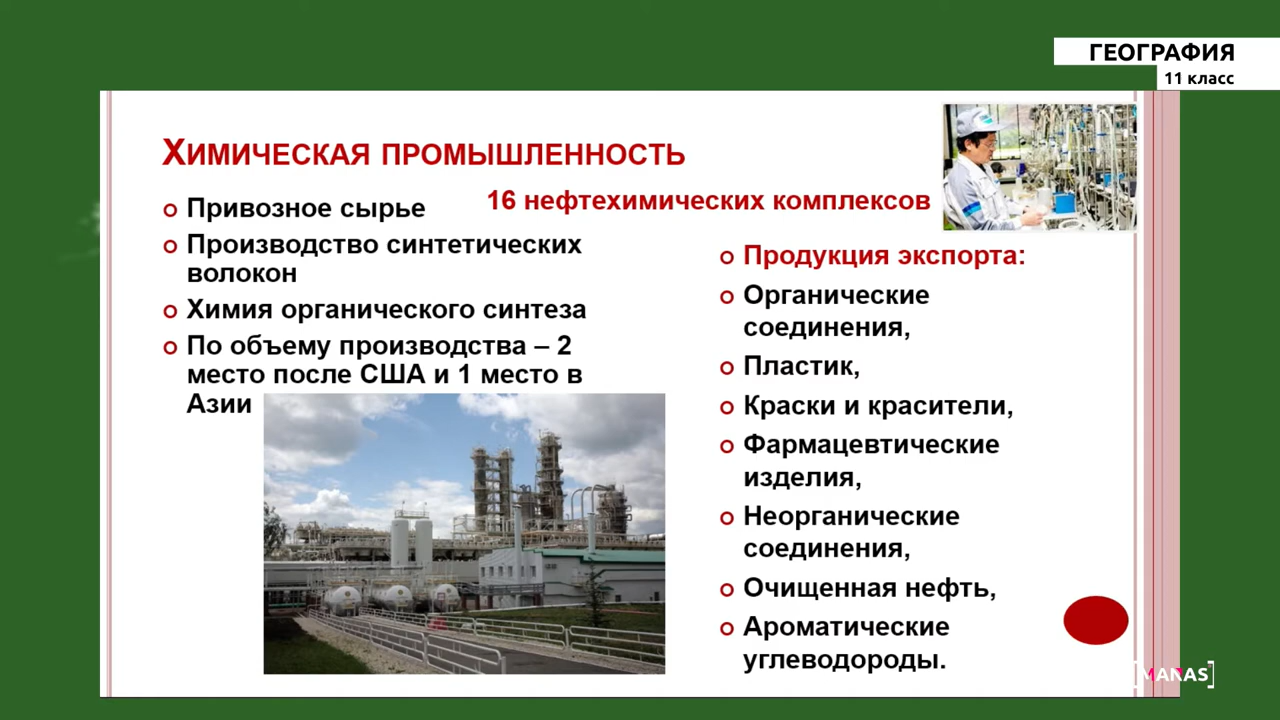 ГЕОГРАФИЯ
11 класс
ХИМИЧЕСКАЯ ПРОМЫШЛЕННОСТЬ
16 нефтехимических комплексов
Привозное сырье
Производство синтетических
волокон
Химия органического синтеза
По объему производства – 2
место после США и 1 место в
Азии
Продукция экспорта:
Органические
соединения,
Пластик,
Краски и красители,
Фармацевтические
изделия,
Неорганические
соединения,
Очищенная нефть,
Ароматические
углеводороды.
[MANAS]